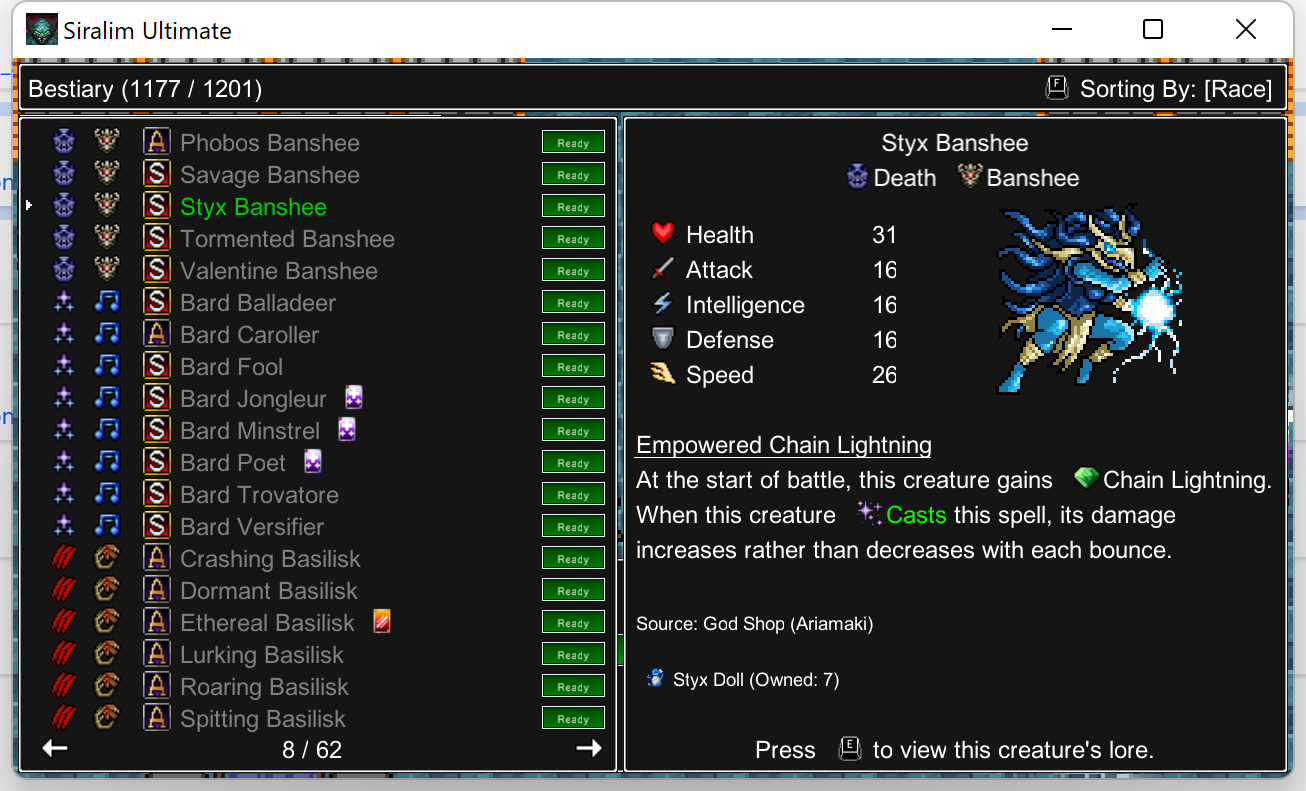 Siralim Ultimate
Bestiary (1177 / 1201)
F Sorting By: [Race]
A Phobos Banshee Ready
S Savage Banshee Ready
S Styx Banshee Ready
S Tormented Banshee Ready
S Valentine Banshee Ready
S Bard Balladeer Ready
A Bard Caroller Ready
S Bard Fool Ready
S Bard Jongleur Ready
S Bard Minstrel Ready
S Bard Poet Ready
S Bard Trovatore Ready
S Bard Versifier Ready
A Crashing Basilisk Ready
A Dormant Basilisk Ready
A Ethereal Basilisk Ready
A Lurking Basilisk Ready
A Roaring Basilisk Ready
A Spitting Basilisk Ready
8 / 62
Styx Banshee
Death Banshee
Health 31
Attack 16
Intelligence 16
Defense 16
Speed 26
Empowered Chain Lightning
At the start of battle, this creature gains Chain Lightning.
When this creature Casts this spell, its damage
increases rather than decreases with each bounce.
Source: God Shop (Ariamaki)
Styx Doll (Owned: 7)
Press E to view this creature's lore.